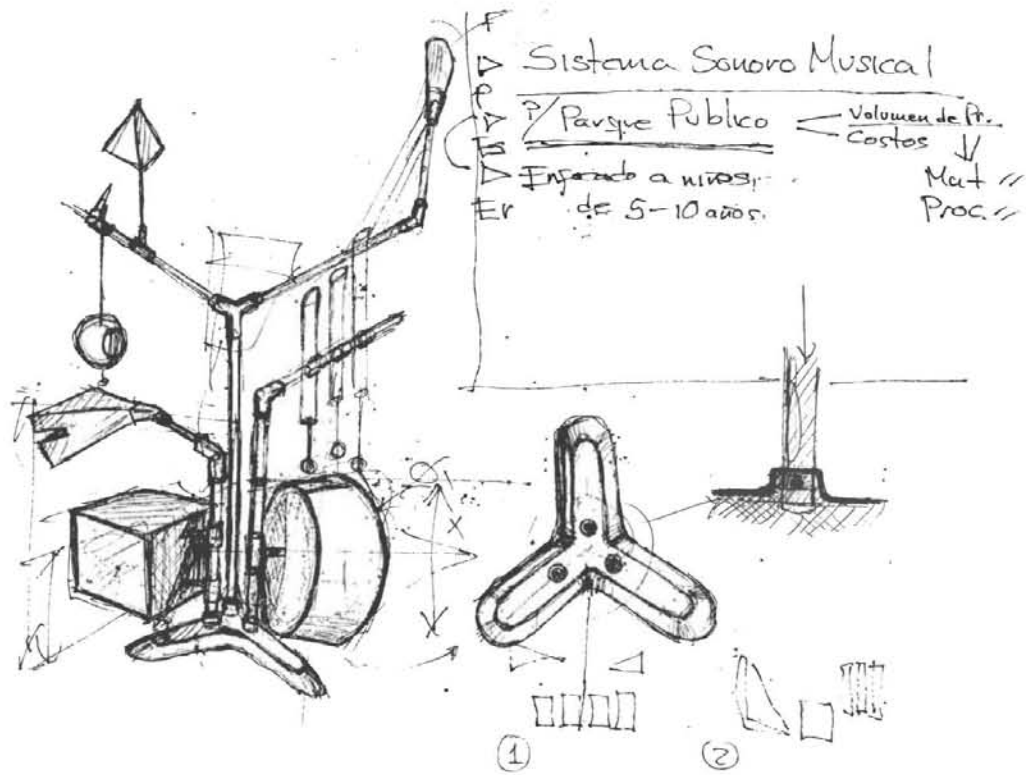 F
D
Sistema Sonoro Musical
P
D P/Parque Publico
Volumen de Pr.
Costos
D Enfocado a niños,
Mat "
Er de 5-10 años.
Proc. "
X
1
2